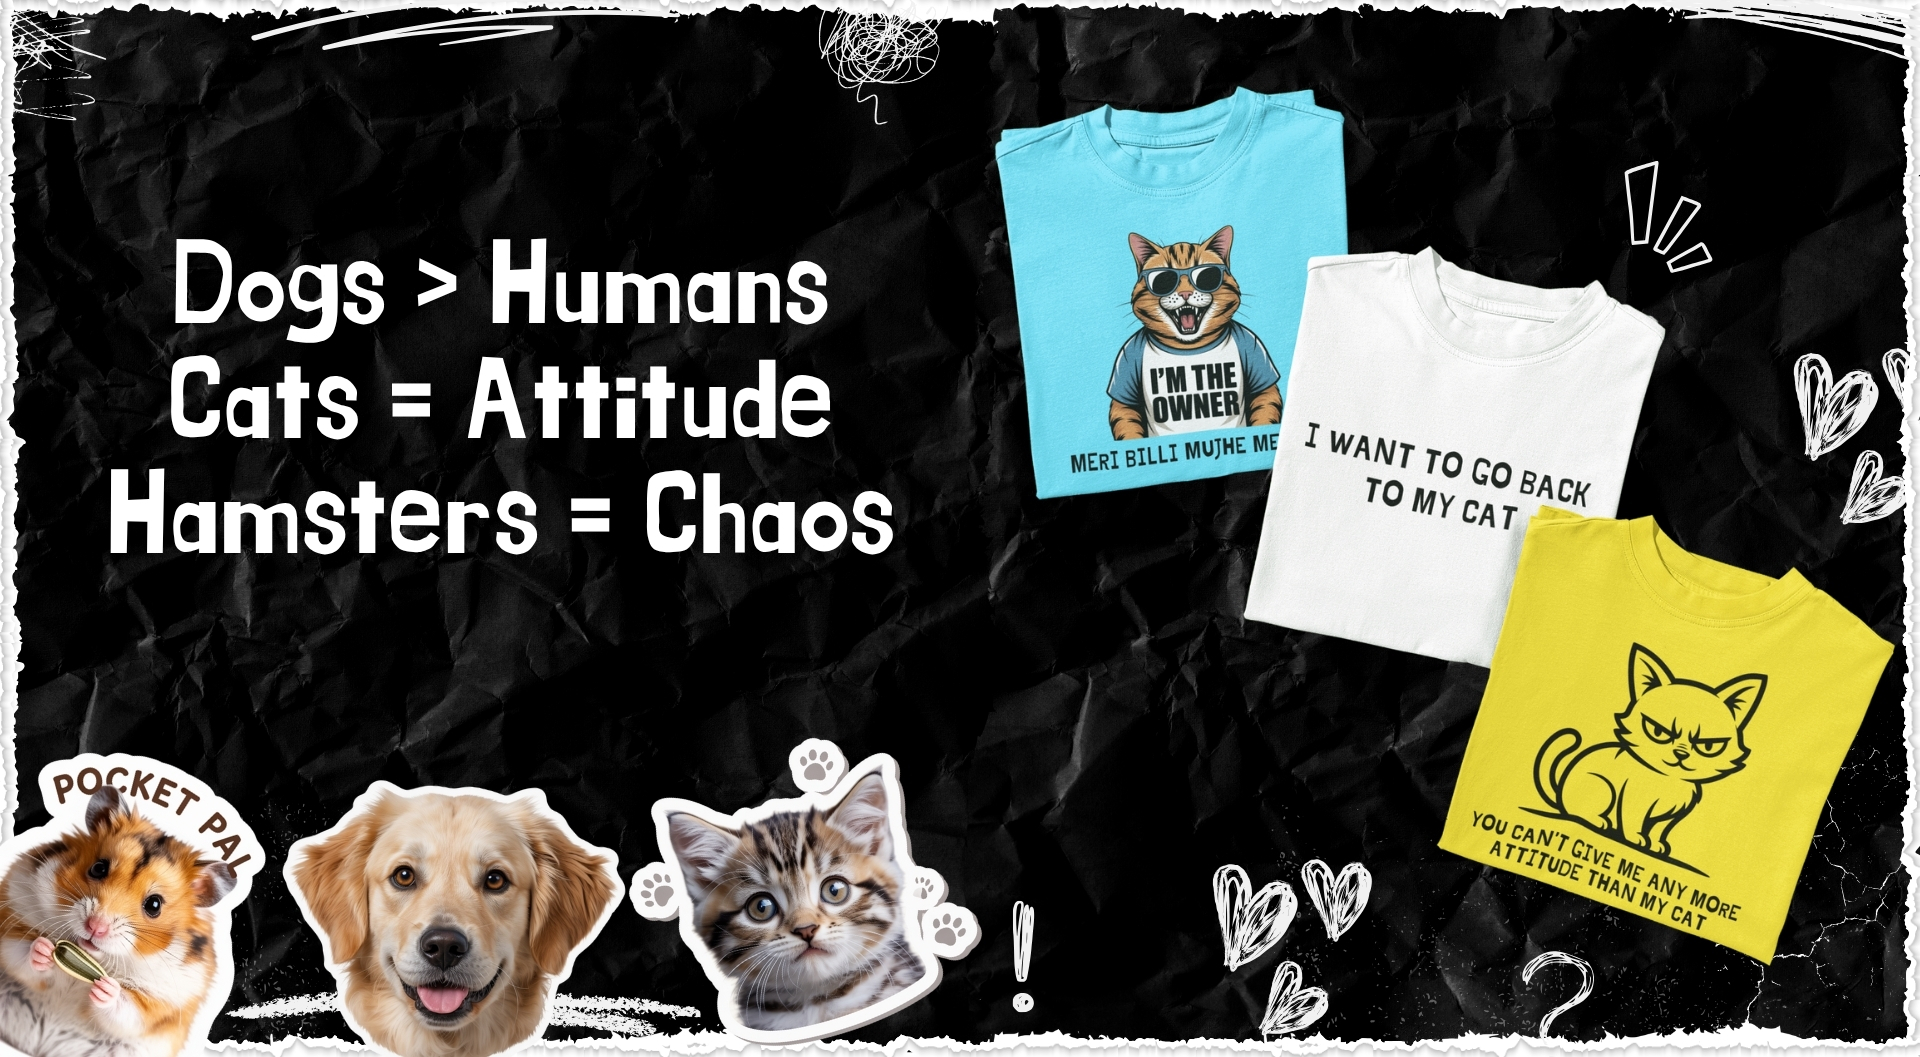 Dogs > Humans
Cats = Attitude
Hamsters = Chaos
I'M THE
OWNER
MERI BILLI MUJHE ME
I WANT TO GO BACK
TO MY CAT
YOU CAN'T GIVE ME ANY MORE
ATTITUDE THAN MY CAT
POCKET PAL